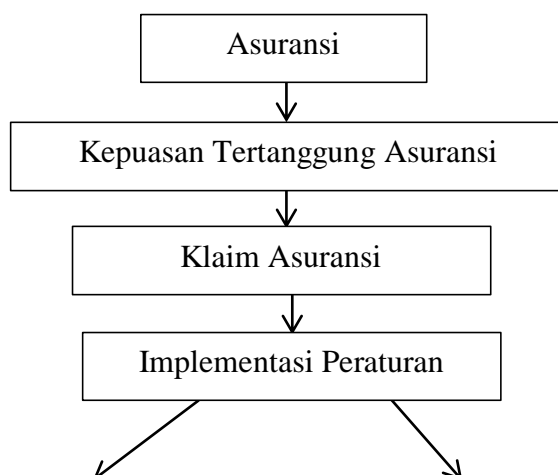 Asuransi
Kepuasan Tertanggung Asuransi
Klaim Asuransi
Implementasi Peraturan